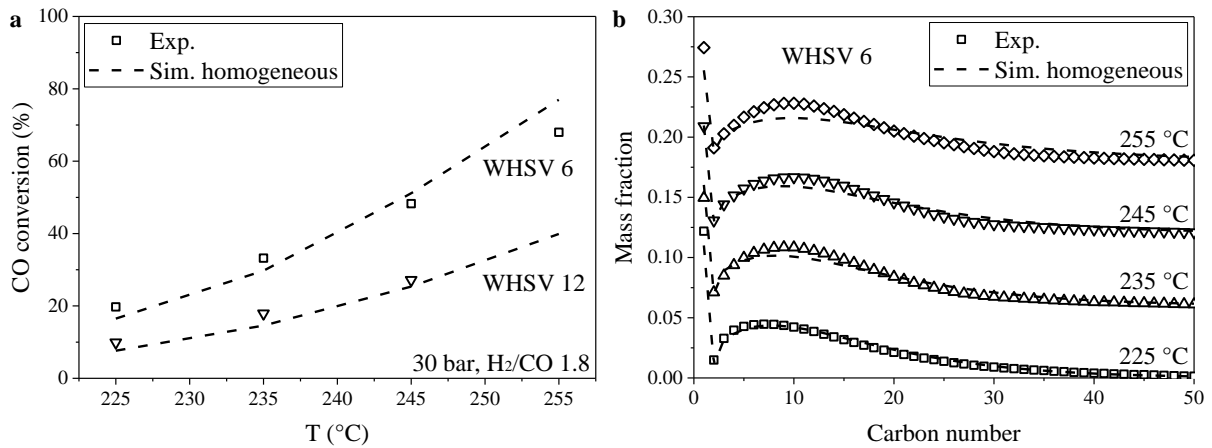 a
100
80
60
40
20
0
CO conversion (%)
Exp.
Sim. homogeneous
WHSV 6
WHSV 12
30 bar, H2/CO 1.8
225 230 235 240 245 250 255
T (°C)
b
0.30
0.25
0.20
0.15
0.10
0.05
0.00
Mass fraction
WHSV 6
Exp.
Sim. homogeneous
255 °C
245 °C
235 °C
225 °C
0 10 20 30 40 50
Carbon number